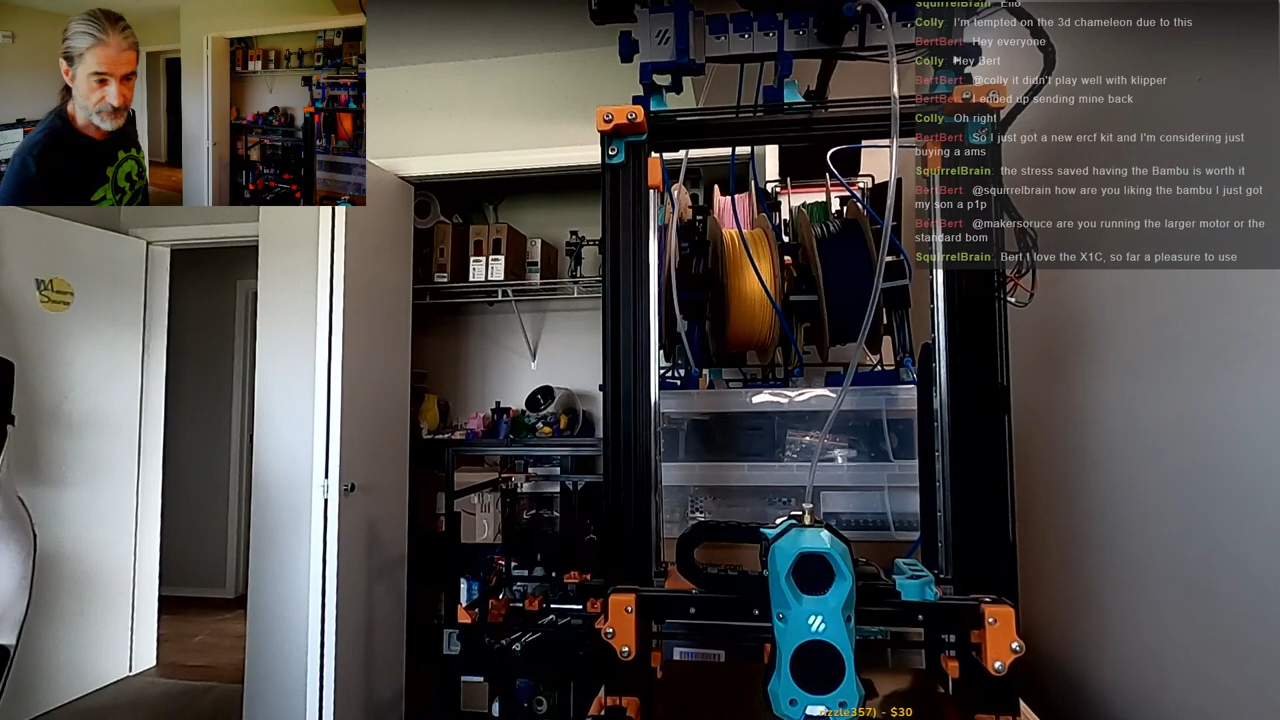 SquirrelBrain: Ello
Colly: I'm tempted on the 3d chameleon due to this
BertBert: Hey everyone
Colly: Hey Bert
BertBert: @colly it didn't play well with klipper
BertBert: I ended up sending mine back
Colly: Oh right
BertBert: So I just got a new ercf kit and I'm considering just
buying a ams
SquirrelBrain: the stress saved having the Bambu is worth it
BertBert: @squirrelbrain how are you liking the bambu I just got
my son a p1p
BertBert: @makersoruce are you running the larger motor or the
standard bom
SquirrelBrain: Bert I love the X1C, so far a pleasure to use
izzle357) - $30